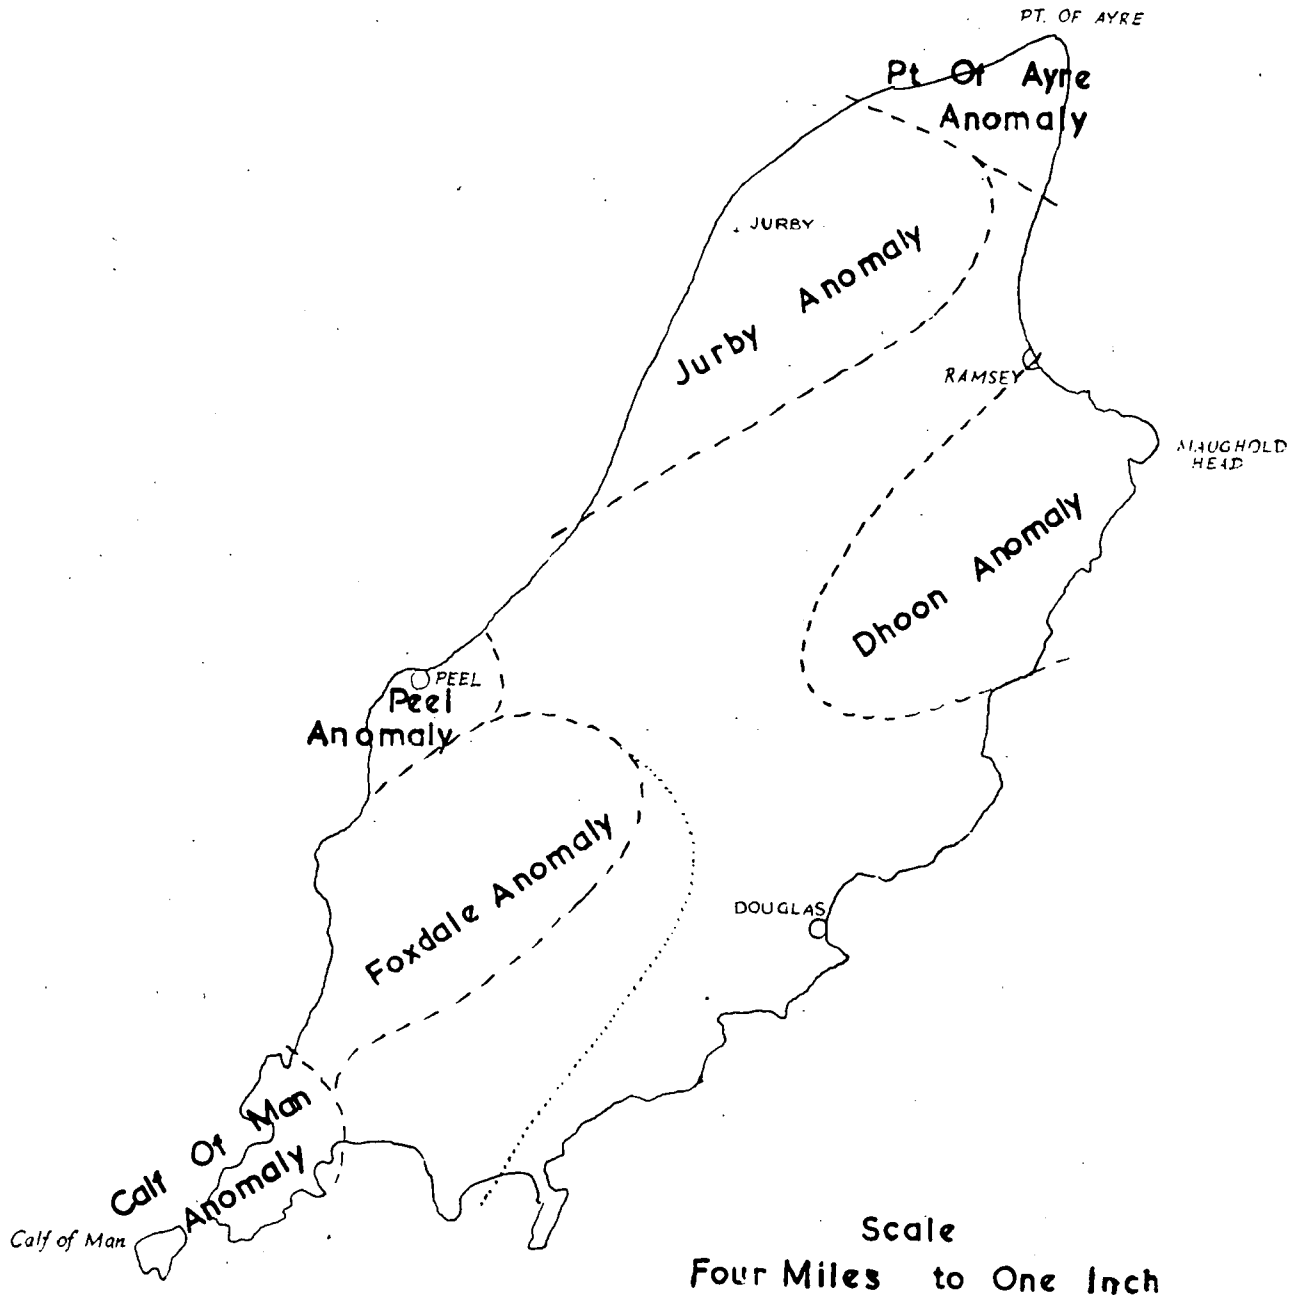 PT. OF AYRE
Pt Of Ayre
Anomaly
JURBY
Jurby Anomaly
RAMSEY
MAUGHOLD
HEAD
Dhoon Anomaly
PEEL
Peel
Anomaly
Foxdale Anomaly
DOUGLAS
Calf Of Man
Anomaly
Calf of Man
Scale
Four Miles to One Inch